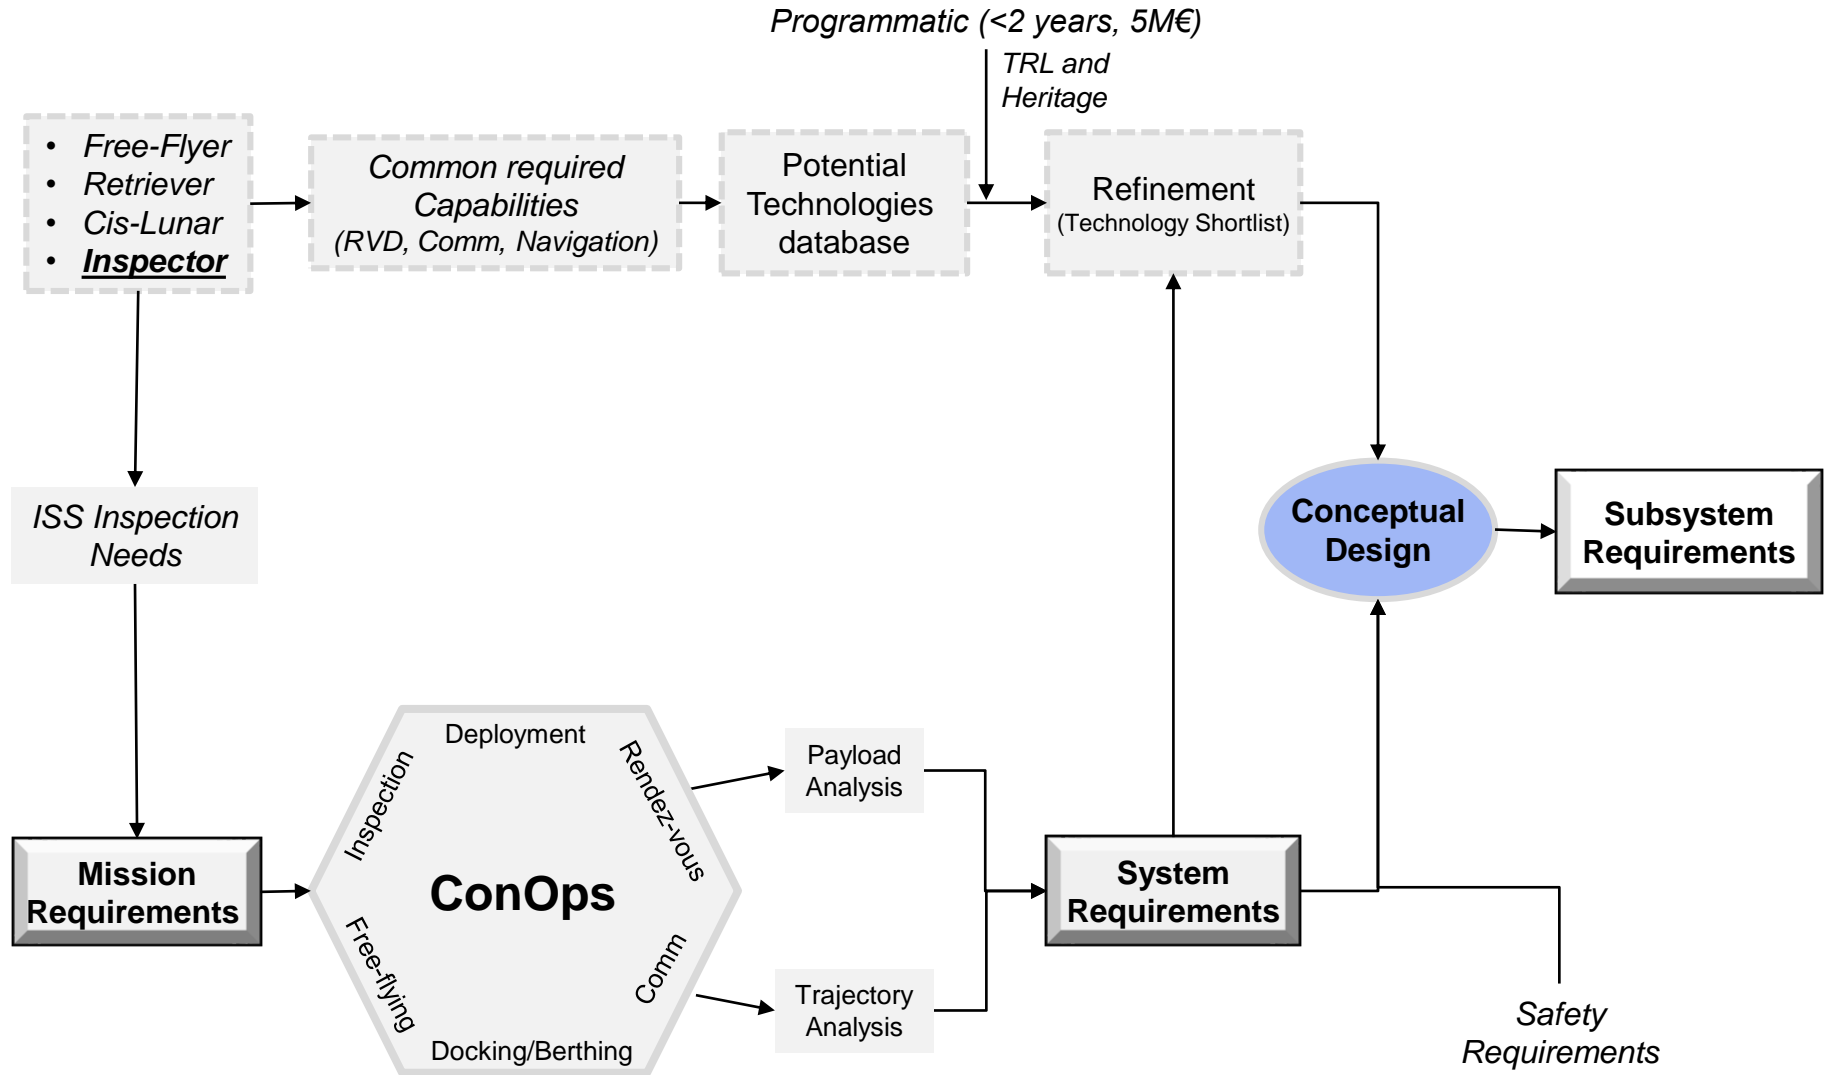 Programmatic (<2 years, 5M€)
TRL and
Heritage
• Free-Flyer
• Retriever
• Cis-Lunar
• Inspector
Common required
Capabilities
(RVD, Comm, Navigation)
Potential
Technologies
database
Refinement
(Technology Shortlist)
ISS Inspection
Needs
Conceptual
Design
Subsystem
Requirements
Mission
Requirements
Deployment
Inspection
Rendez-vous
ConOps
Free-flying
Comm
Docking/Berthing
Payload
Analysis
Trajectory
Analysis
System
Requirements
Safety
Requirements